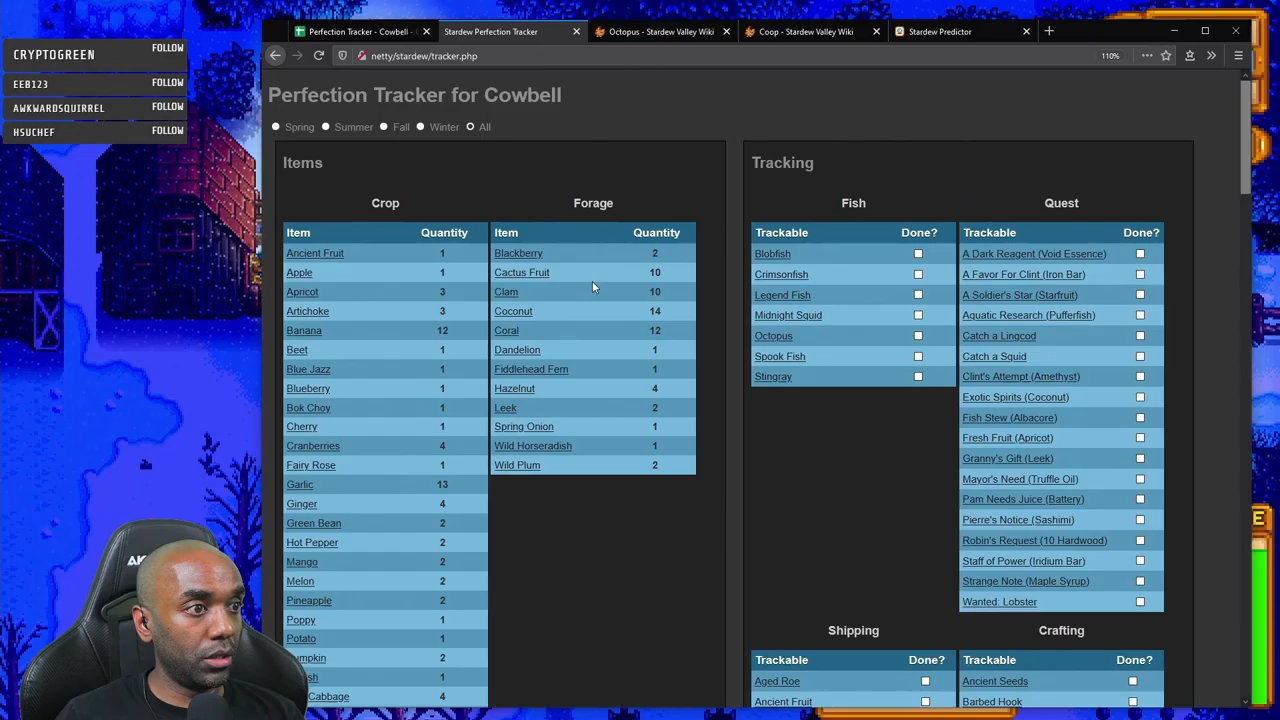 CRYPTOGREEN FOLLOW
EEB123 FOLLOW
AWKWARDSQUIRREL FOLLOW
HSUCHEF FOLLOW
Perfection Tracker - Cowbell -
Stardew Perfection Tracker
Octopus - Stardew Valley Wiki
Coop - Stardew Valley Wiki
Stardew Predictor
netty/stardew/tracker.php
110%
Perfection Tracker for Cowbell
Spring Summer Fall Winter All
Items
Crop
Item Quantity
Ancient Fruit 1
Apple 1
Apricot 3
Artichoke 3
Banana 12
Beet 1
Blue Jazz 1
Blueberry 1
Bok Choy 1
Cherry 1
Cranberries 4
Fairy Rose 1
Garlic 13
Ginger 4
Green Bean 2
Hot Pepper 2
Mango 2
Melon 2
Pineapple 2
Poppy 1
Potato 1
umpkin 2
sh 1
Cabbage 4
Forage
Item Quantity
Blackberry 2
Cactus Fruit 10
Clam 10
Coconut 14
Coral 12
Dandelion 1
Fiddlehead Fern 1
Hazelnut 4
Leek 2
Spring Onion 1
Wild Horseradish 1
Wild Plum 2
Tracking
Fish
Trackable Done?
Blobfish
Crimsonfish
Legend Fish
Midnight Squid
Octopus
Spook Fish
Stingray
Quest
Trackable Done?
A Dark Reagent (Void Essence)
A Favor For Clint (Iron Bar)
A Soldier's Star (Starfruit)
Aquatic Research (Pufferfish)
Catch a Lingcod
Catch a Squid
Clint's Attempt (Amethyst)
Exotic Spirits (Coconut)
Fish Stew (Albacore)
Fresh Fruit (Apricot)
Granny's Gift (Leek)
Mayor's Need (Truffle Oil)
Pam Needs Juice (Battery)
Pierre's Notice (Sashimi)
Robin's Request (10 Hardwood)
Staff of Power (Iridium Bar)
Strange Note (Maple Syrup)
Wanted: Lobster
Shipping
Trackable Done?
Aged Roe
Ancient Fruit
Crafting
Trackable Done?
Ancient Seeds
Barbed Hook
AK
E